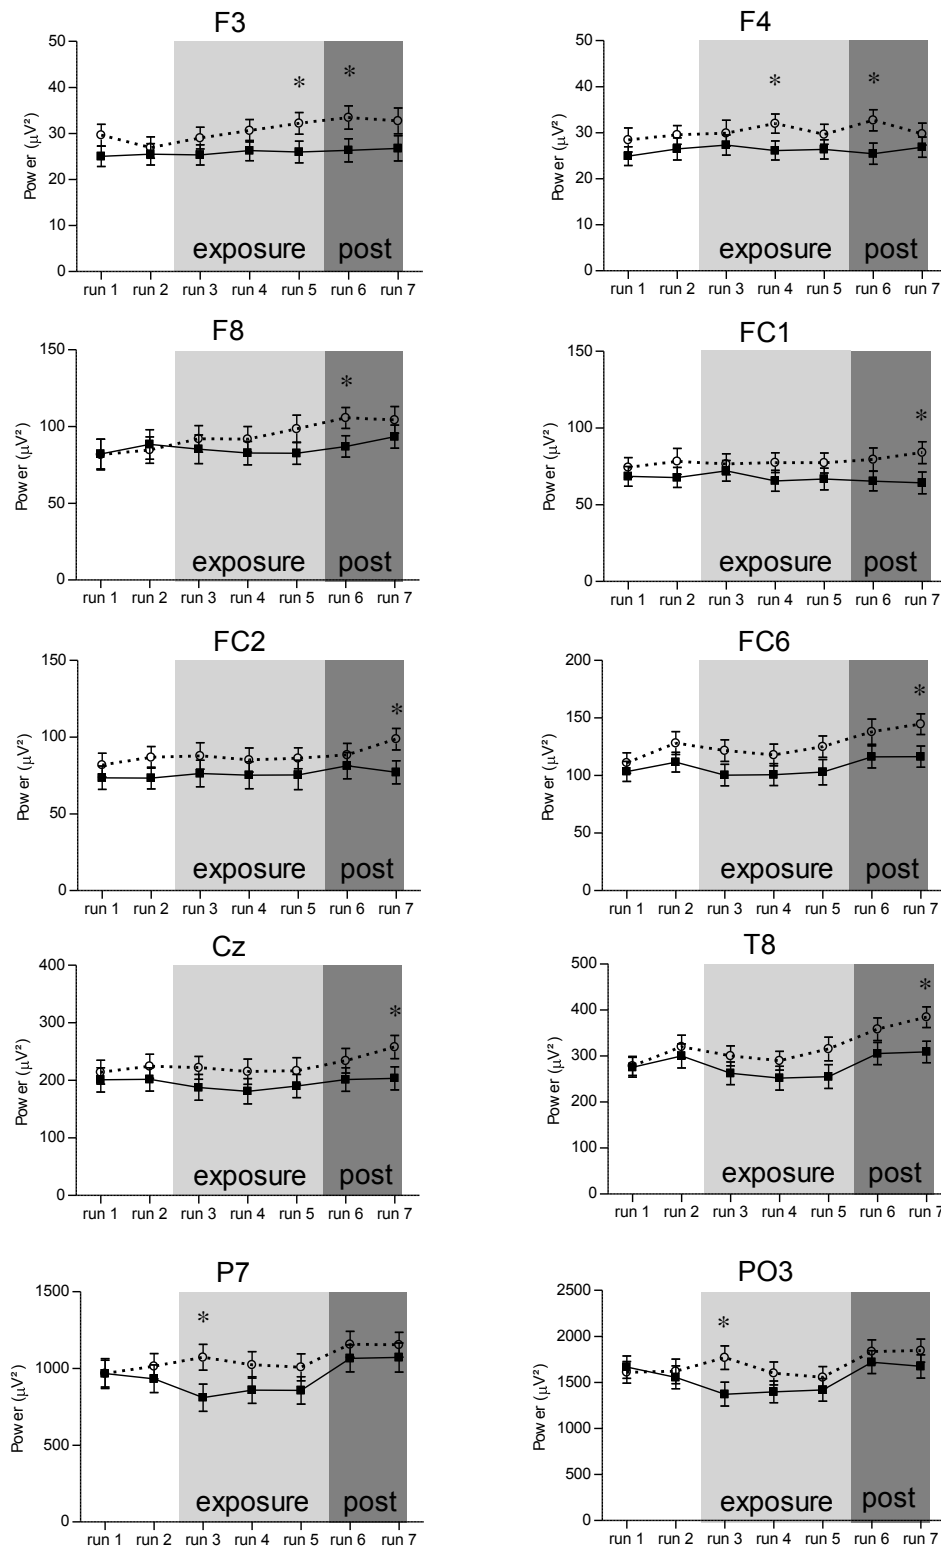 F3
50
40
30
20
10
0
Power (µV²)
*
*
exposure
post
run 1 run 2 run 3 run 4 run 5 run 6 run 7
F4
50
40
30
20
10
0
Power (µV²)
*
*
exposure
post
run 1 run 2 run 3 run 4 run 5 run 6 run 7
F8
150
100
50
0
Power (µV²)
*
exposure
post
run 1 run 2 run 3 run 4 run 5 run 6 run 7
FC1
150
100
50
0
Power (µV²)
*
exposure
post
run 1 run 2 run 3 run 4 run 5 run 6 run 7
FC2
150
100
50
0
Power (µV²)
*
exposure
post
run 1 run 2 run 3 run 4 run 5 run 6 run 7
FC6
200
150
100
50
0
Power (µV²)
*
exposure
post
run 1 run 2 run 3 run 4 run 5 run 6 run 7
Cz
400
300
200
100
0
Power (µV²)
*
exposure
post
run 1 run 2 run 3 run 4 run 5 run 6 run 7
T8
500
400
300
200
100
0
Power (µV²)
*
exposure
post
run 1 run 2 run 3 run 4 run 5 run 6 run 7
P7
1500
1000
500
0
Power (µV²)
*
exposure
post
run 1 run 2 run 3 run 4 run 5 run 6 run 7
PO3
2500
2000
1500
1000
500
0
Power (µV²)
*
exposure
post
run 1 run 2 run 3 run 4 run 5 run 6 run 7